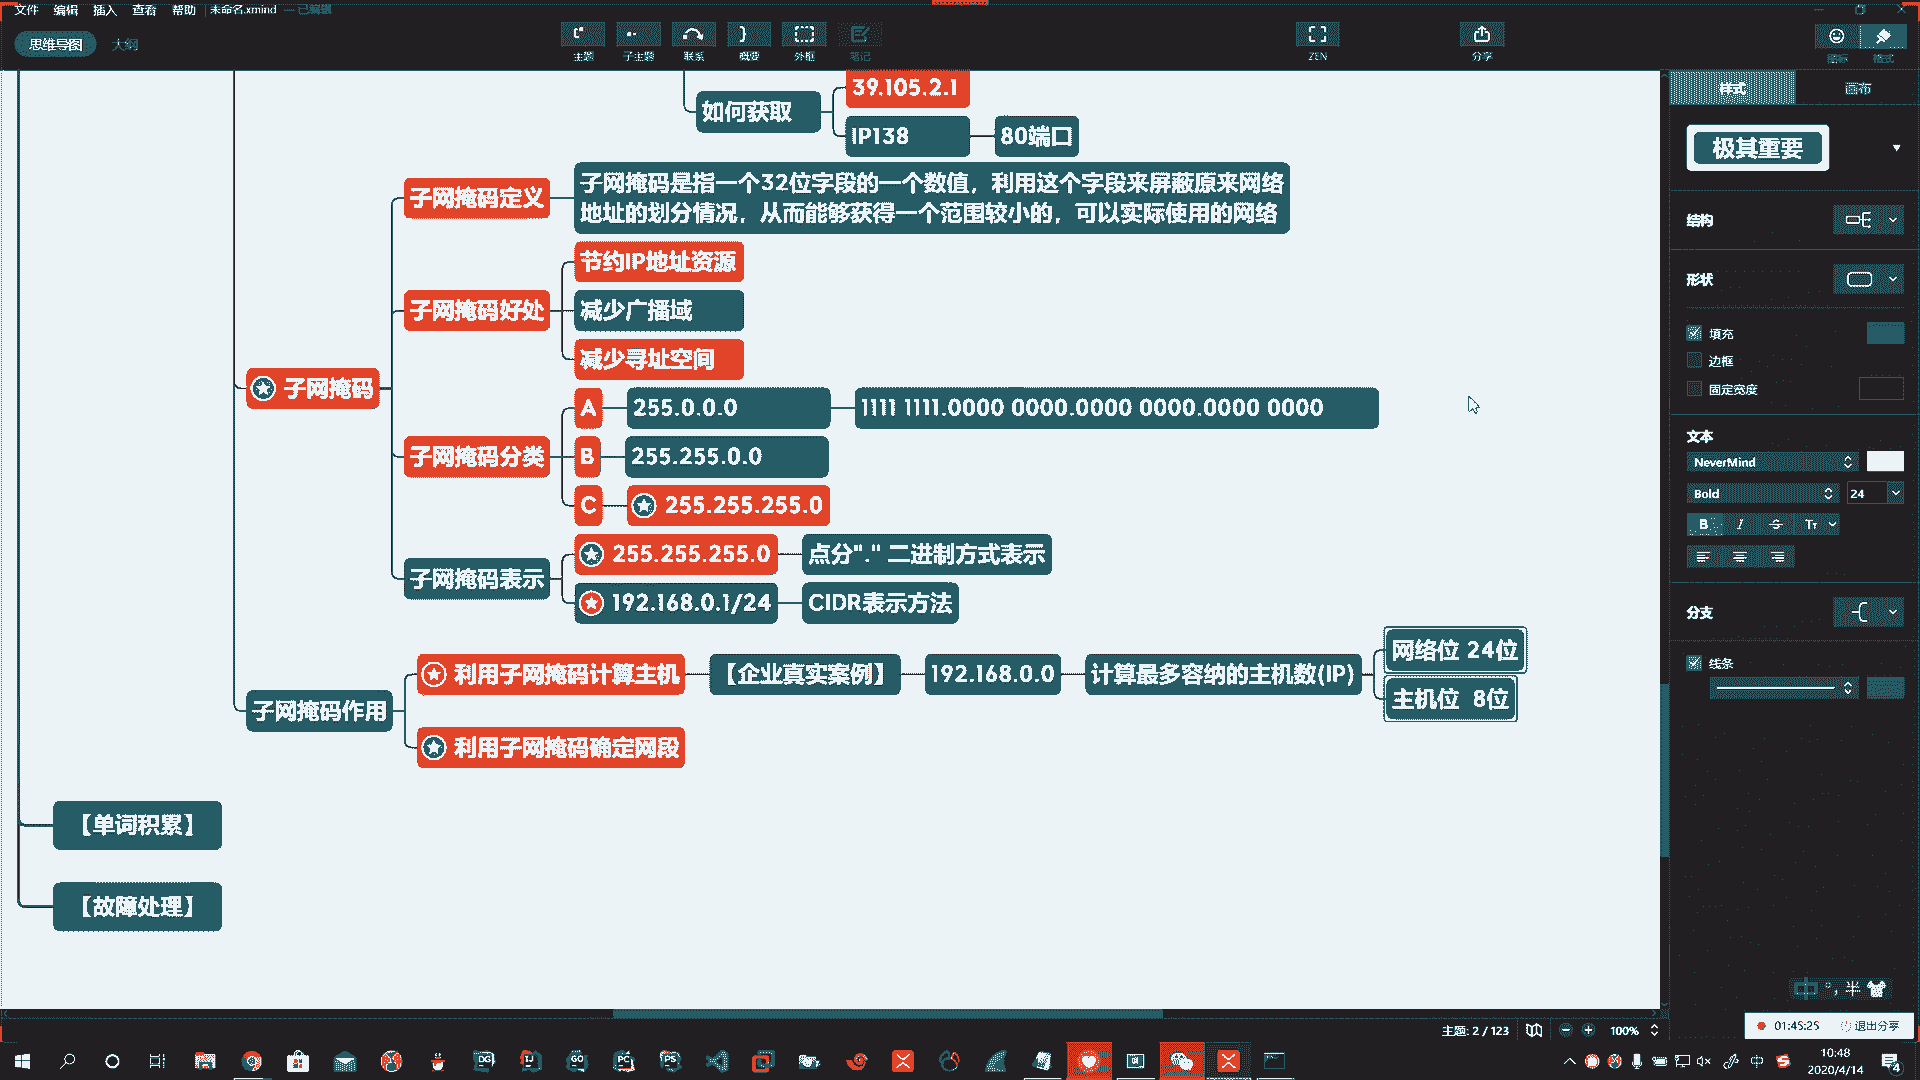 文件 编辑 插入 查看 帮助 未命名.xmind — 已编辑
思维导图 大纲
主题 子主题 联系 概要 外框 笔记 ZEN 分享 图标 格式
样式 画布
39.105.2.1
如何获取
IP138
80端口
子网掩码定义
子网掩码是指一个32位字段的一个数值，利用这个字段来屏蔽原来网络
地址的划分情况，从而能够获得一个范围较小的，可以实际使用的网络
子网掩码好处
节约IP地址资源
减少广播域
减少寻址空间
子网掩码
子网掩码分类
A 255.0.0.0 1111 1111.0000 0000.0000 0000.0000 0000
B 255.255.0.0
C 255.255.255.0
子网掩码表示
255.255.255.0 点分"." 二进制方式表示
192.168.0.1/24 CIDR表示方法
子网掩码作用
利用子网掩码计算主机 【企业真实案例】 192.168.0.0 计算最多容纳的主机数(IP)
网络位 24位
主机位 8位
利用子网掩码确定网段
【单词积累】
【故障处理】
极其重要
结构
形状
填充
边框
固定宽度
文本
NeverMind
Bold 24
B I S Tт
分支
线条
中 °, 半
主题: 2 / 123 100%
01:45:25 退出分享
DG IJ GO PC PS
中
10:48
2020/4/14
4